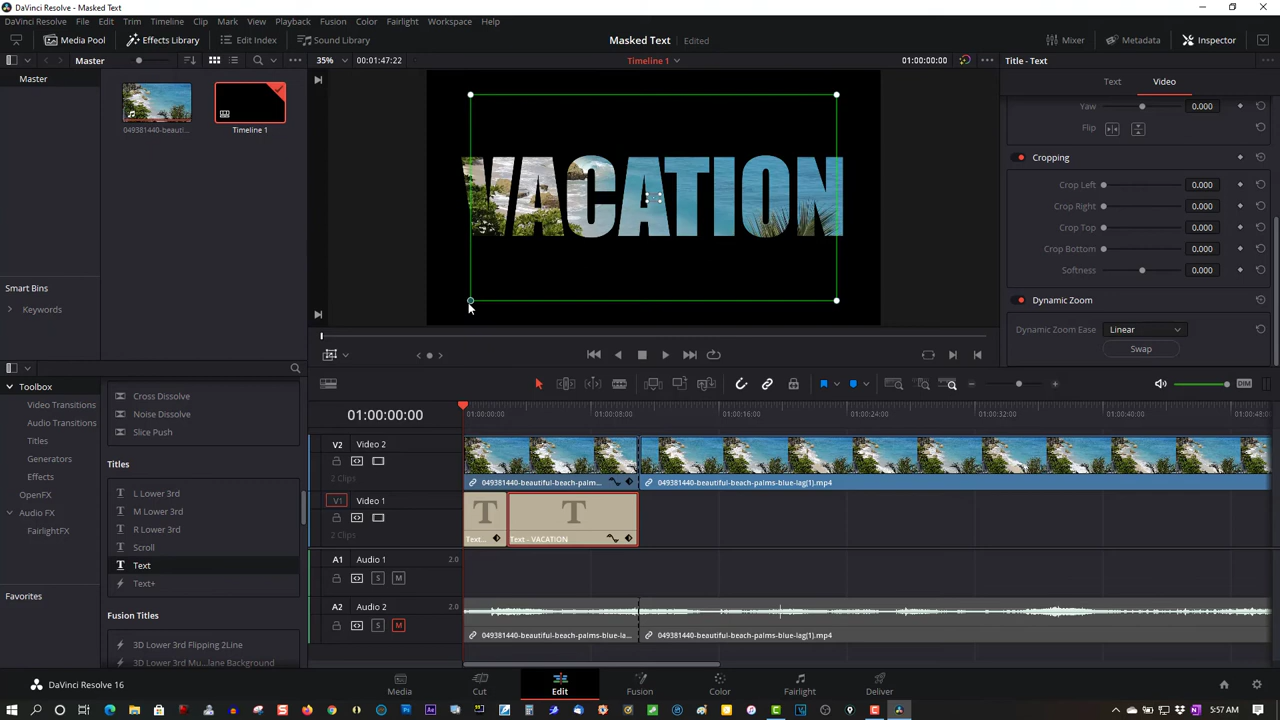 DaVinci Resolve - Masked Text
DaVinci Resolve File Edit Trim Timeline Clip Mark View Playback Fusion Color Fairlight Workspace Help
Media Pool Effects Library Edit Index Sound Library Masked Text Edited Mixer Metadata Inspector
Master 35% 00:01:47:22 Timeline 1 01:00:00:00 Title - Text
Master
Text Video
Yaw 0.000
Flip
049381440-beauti... Timeline 1
Cropping
Crop Left 0.000
Crop Right 0.000
Crop Top 0.000
Crop Bottom 0.000
Softness 0.000
VACATION
Smart Bins
Keywords
Dynamic Zoom
Dynamic Zoom Ease Linear
Swap
Toolbox
Video Transitions
Audio Transitions
Titles
Generators
Effects
OpenFX
Audio FX
FairlightFX
Favorites
Cross Dissolve
Noise Dissolve
Slice Push
Titles
L Lower 3rd
M Lower 3rd
R Lower 3rd
Scroll
Text
Text+
Fusion Titles
3D Lower 3rd Flipping 2Line
3D Lower 3rd Mu...lane Background
DIM
01:00:00:00
01:00:00:00 01:00:08:00 01:00:16:00 01:00:24:00 01:00:32:00 01:00:40:00 01:00:48:00
V2 Video 2
2 Clips
049381440-beautiful-beach-palm... 049381440-beautiful-beach-palms-blue-lag(1).mp4
V1 Video 1
2 Clips
Text... Text - VACATION
A1 Audio 1 2.0
S M
A2 Audio 2 2.0
S M
049381440-beautiful-beach-palms-blue-la... 049381440-beautiful-beach-palms-blue-lag(1).mp4
DaVinci Resolve 16
Media Cut Edit Fusion Color Fairlight Deliver
5:57 AM